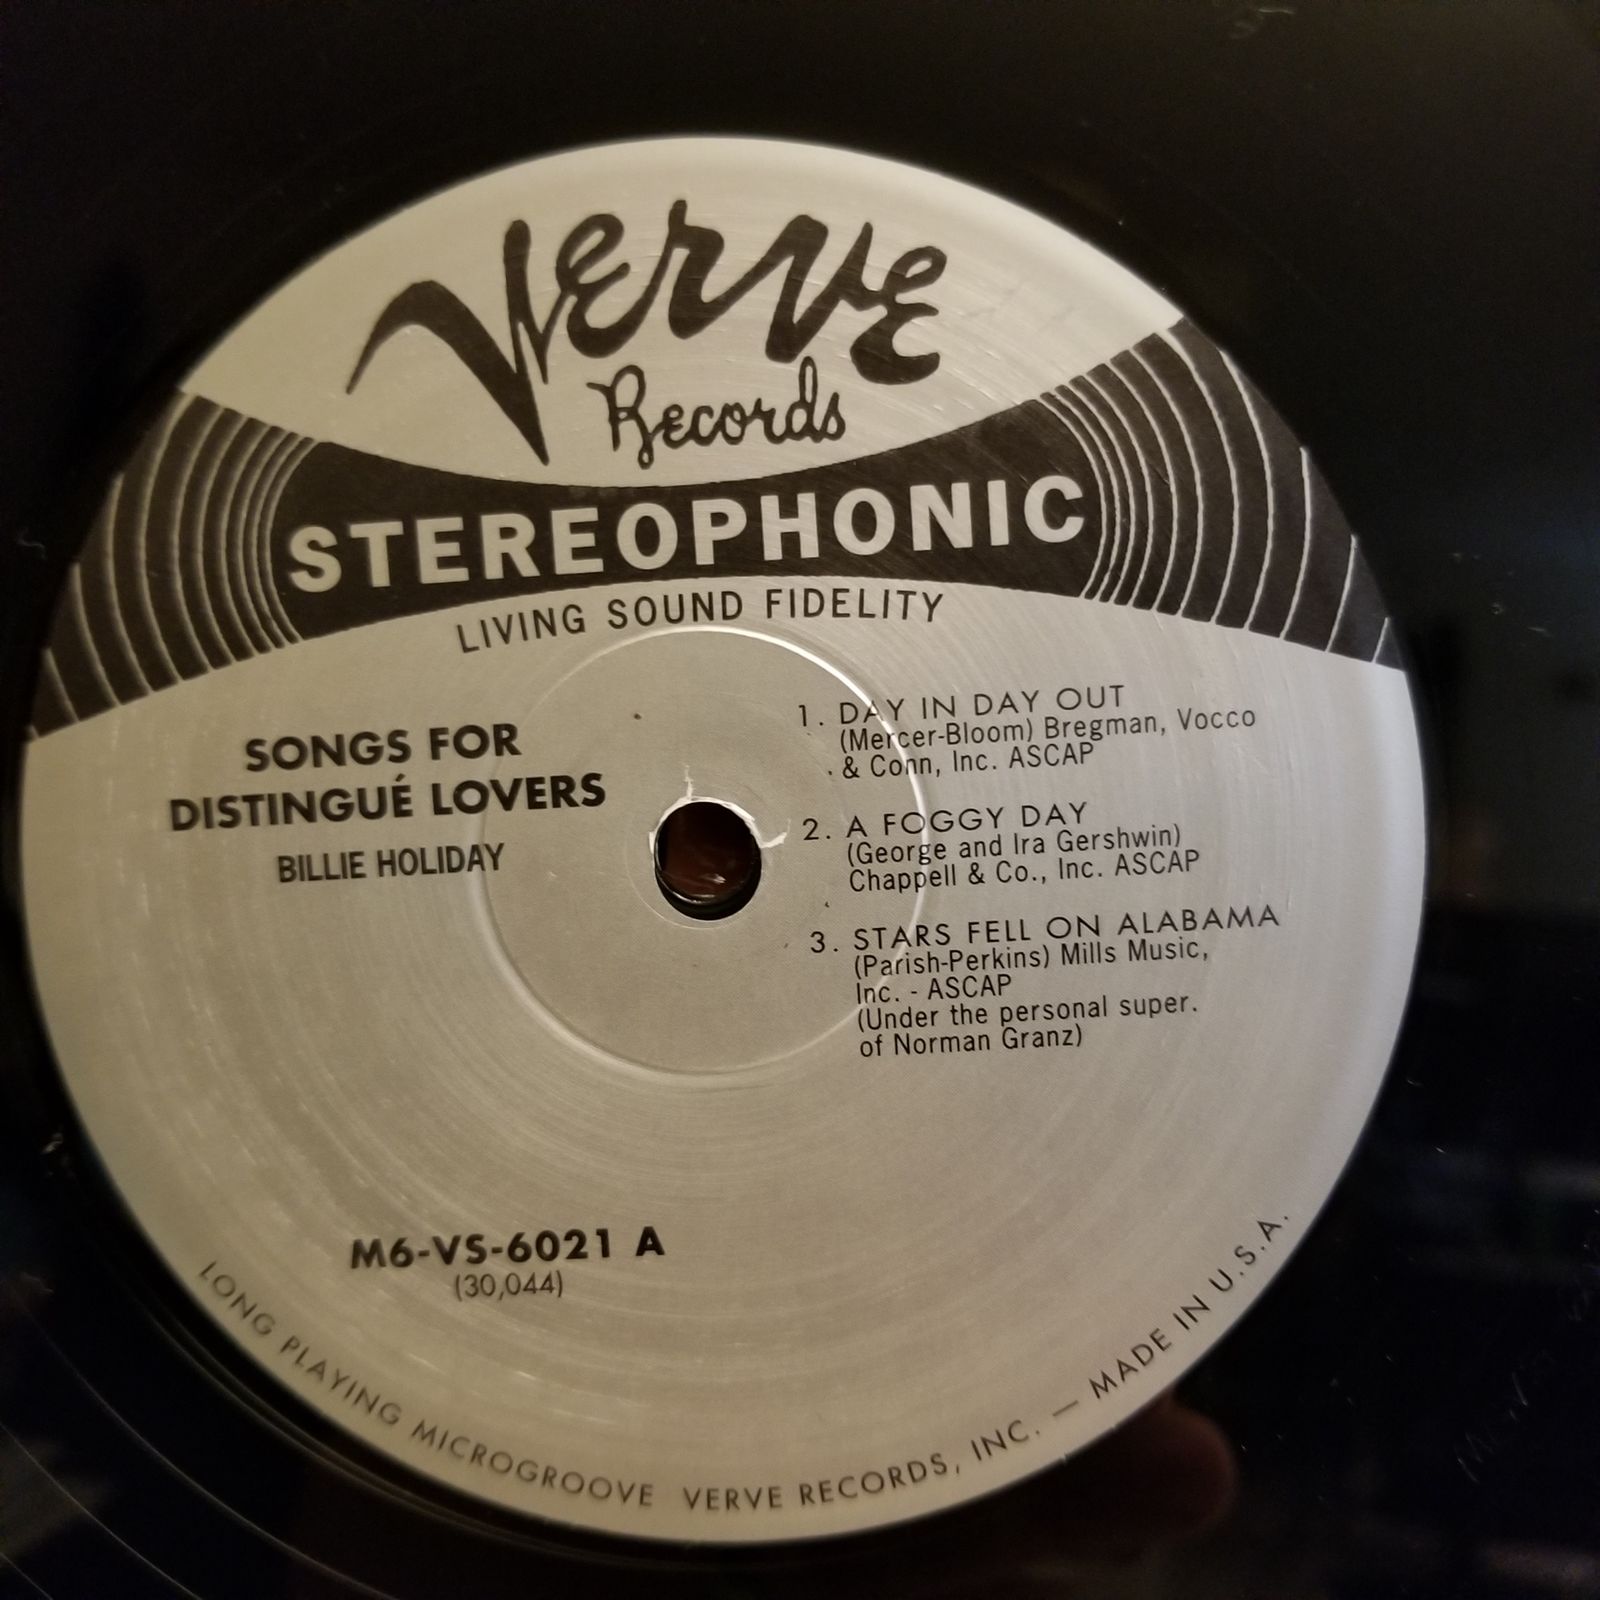 Verve
Records
STEREOPHONIC
LIVING SOUND FIDELITY
SONGS FOR
DISTINGUÉ LOVERS
BILLIE HOLIDAY
1. DAY IN DAY OUT
(Mercer-Bloom) Bregman, Vocco
& Conn, Inc. ASCAP
2. A FOGGY DAY
(George and Ira Gershwin)
Chappell & Co., Inc. ASCAP
3. STARS FELL ON ALABAMA
(Parish-Perkins) Mills Music,
Inc. - ASCAP
(Under the personal super.
of Norman Granz)
M6-VS-6021 A
(30,044)
LONG PLAYING MICROGROOVE VERVE RECORDS, INC. — MADE IN U.S.A.